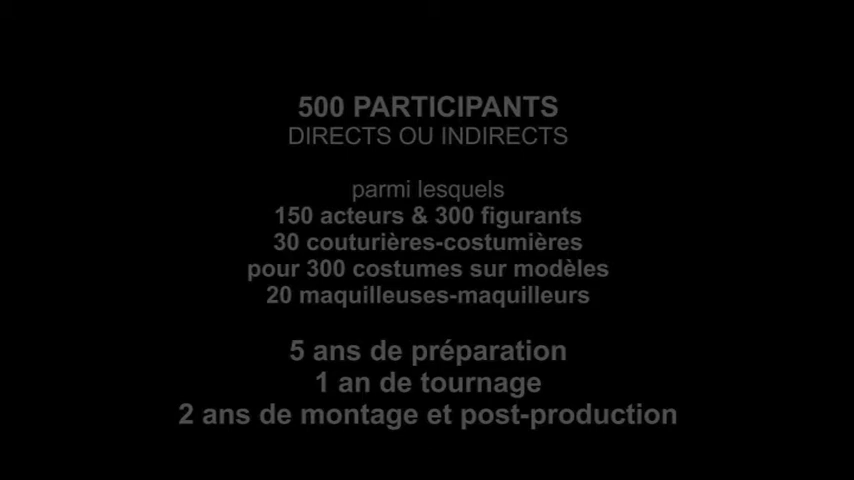 500 PARTICIPANTS
DIRECTS OU INDIRECTS
parmi lesquels
150 acteurs & 300 figurants
30 couturières-costumières
pour 300 costumes sur modèles
20 maquilleuses-maquilleurs
5 ans de préparation
1 an de tournage
2 ans de montage et post-production